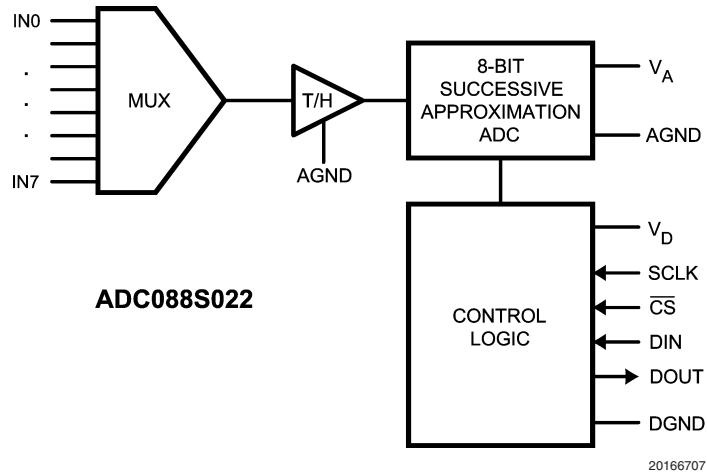 IN0
.
.
.
IN7
MUX
T/H
AGND
8-BIT
SUCCESSIVE
APPROXIMATION
ADC
VA
AGND
CONTROL
LOGIC
VD
SCLK
CS
DIN
DOUT
DGND
ADC088S022
20166707